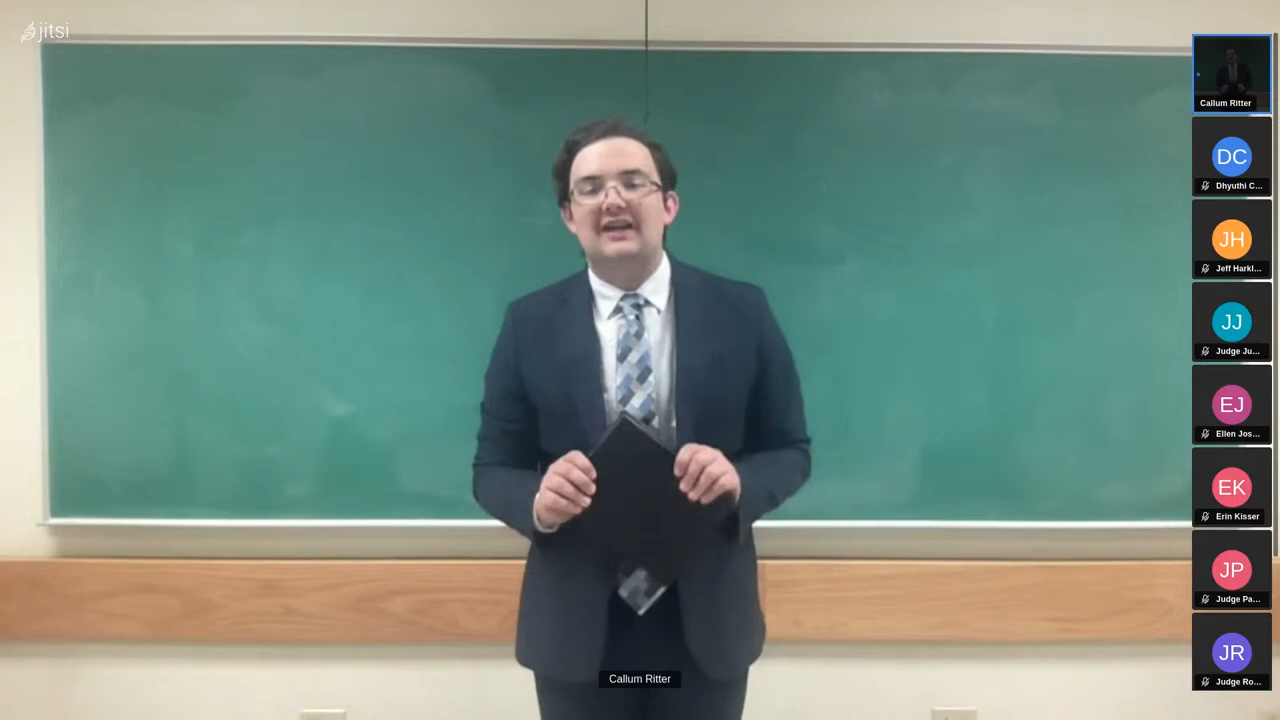 jitsi
Callum Ritter
DC
Dhyuthi C...
JH
Jeff Harkl...
JJ
Judge Ju...
EJ
Ellen Jos...
EK
Erin Kisser
JP
Judge Pa...
JR
Judge Ro...
Callum Ritter